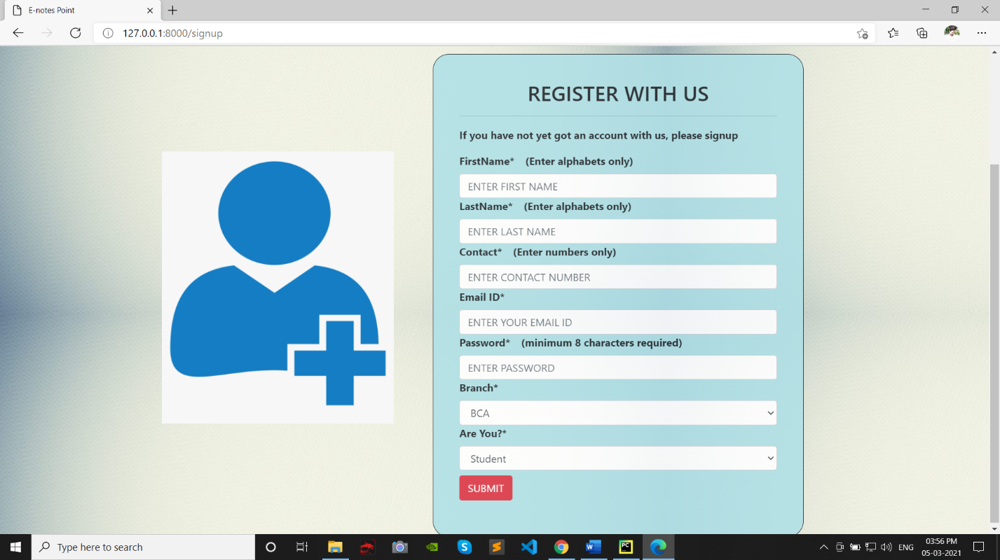 E-notes Point
127.0.0.1:8000/signup
REGISTER WITH US
If you have not yet got an account with us, please signup
FirstName* (Enter alphabets only)
ENTER FIRST NAME
LastName* (Enter alphabets only)
ENTER LAST NAME
Contact* (Enter numbers only)
ENTER CONTACT NUMBER
Email ID*
ENTER YOUR EMAIL ID
Password* (minimum 8 characters required)
ENTER PASSWORD
Branch*
BCA
Are You?*
Student
SUBMIT
Type here to search
S
W
PC
ENG
03:56 PM
05-03-2021